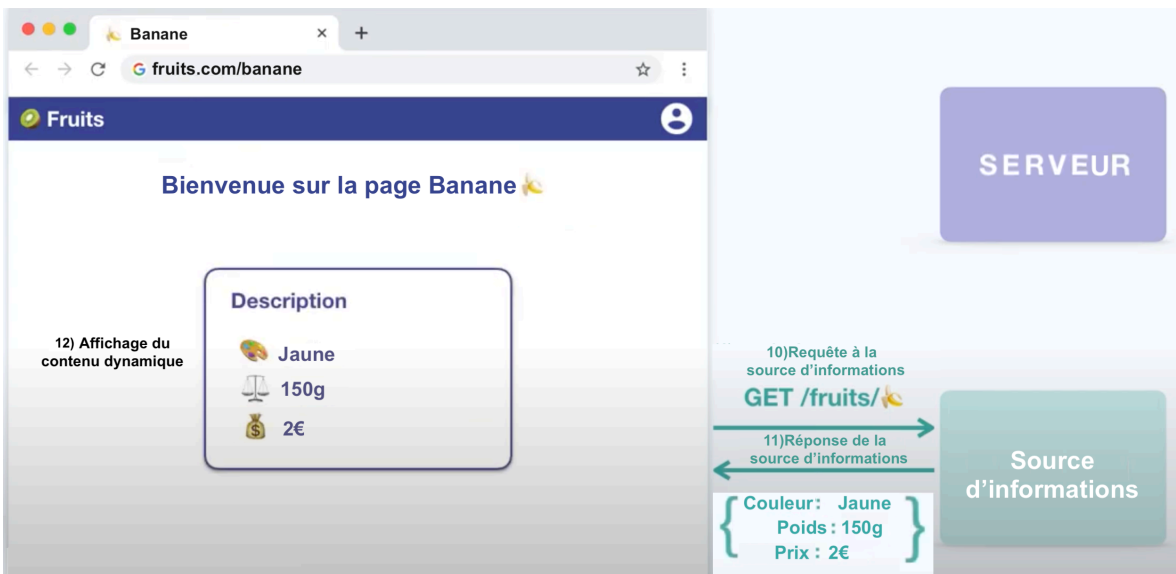 Banane
fruits.com/banane
Fruits
Bienvenue sur la page Banane
12) Affichage du
contenu dynamique
Description
Jaune
150g
2€
SERVEUR
10)Requête à la
source d'informations
GET /fruits/
11)Réponse de la
source d'informations
{ Couleur: Jaune
Poids : 150g
Prix : 2€ }
Source
d'informations